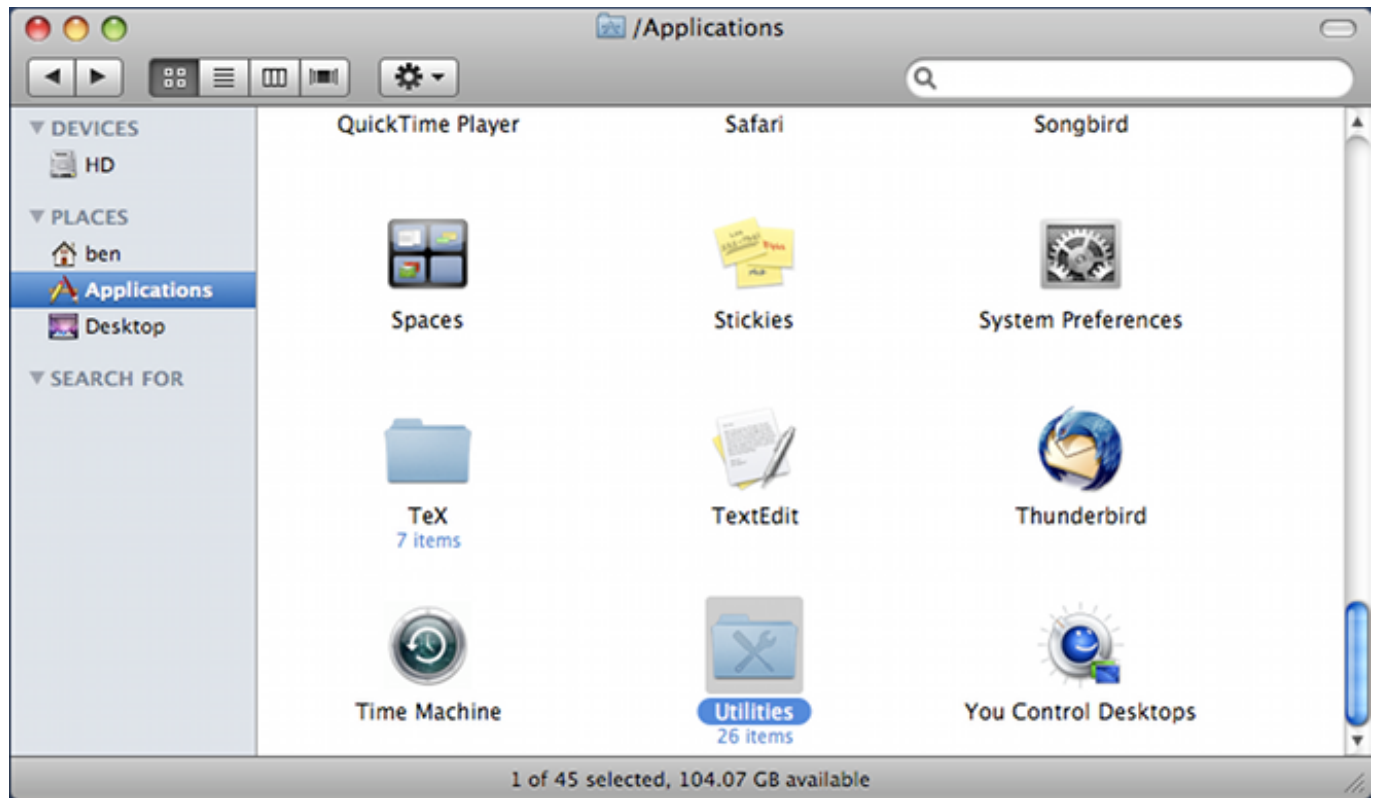 /Applications
DEVICES
HD
PLACES
ben
Applications
Desktop
SEARCH FOR
QuickTime Player
Safari
Songbird
Spaces
Stickies
System Preferences
TeX
7 items
TextEdit
Thunderbird
Time Machine
Utilities
26 items
You Control Desktops
1 of 45 selected, 104.07 GB available